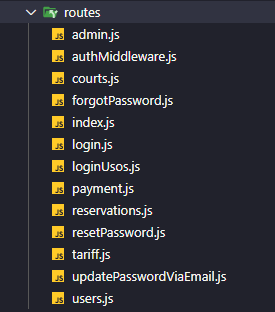 routes
JS admin.js
JS authMiddleware.js
JS courts.js
JS forgotPassword.js
JS index.js
JS login.js
JS loginUsos.js
JS payment.js
JS reservations.js
JS resetPassword.js
JS tariff.js
JS updatePasswordViaEmail.js
JS users.js